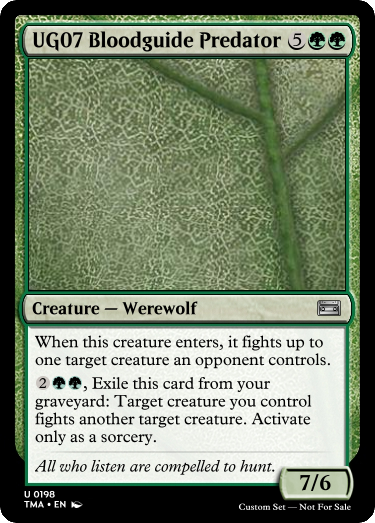 UG07 Bloodguide Predator 5
Creature — Werewolf
When this creature enters, it fights up to
one target creature an opponent controls.
2, Exile this card from your
graveyard: Target creature you control
fights another target creature. Activate
only as a sorcery.
All who listen are compelled to hunt.
7/6
U 0198
TMA • EN
Custom Set — Not For Sale